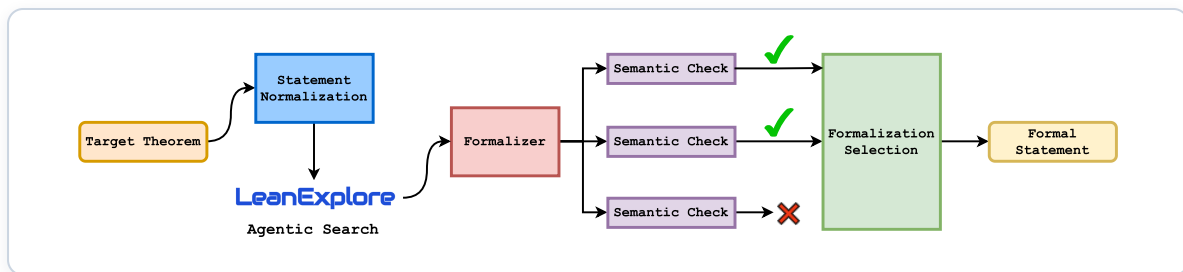 Target Theorem
Statement
Normalization
LeanExplore
Agentic Search
Formalizer
Semantic Check
Semantic Check
Semantic Check
Formalization
Selection
Formal
Statement